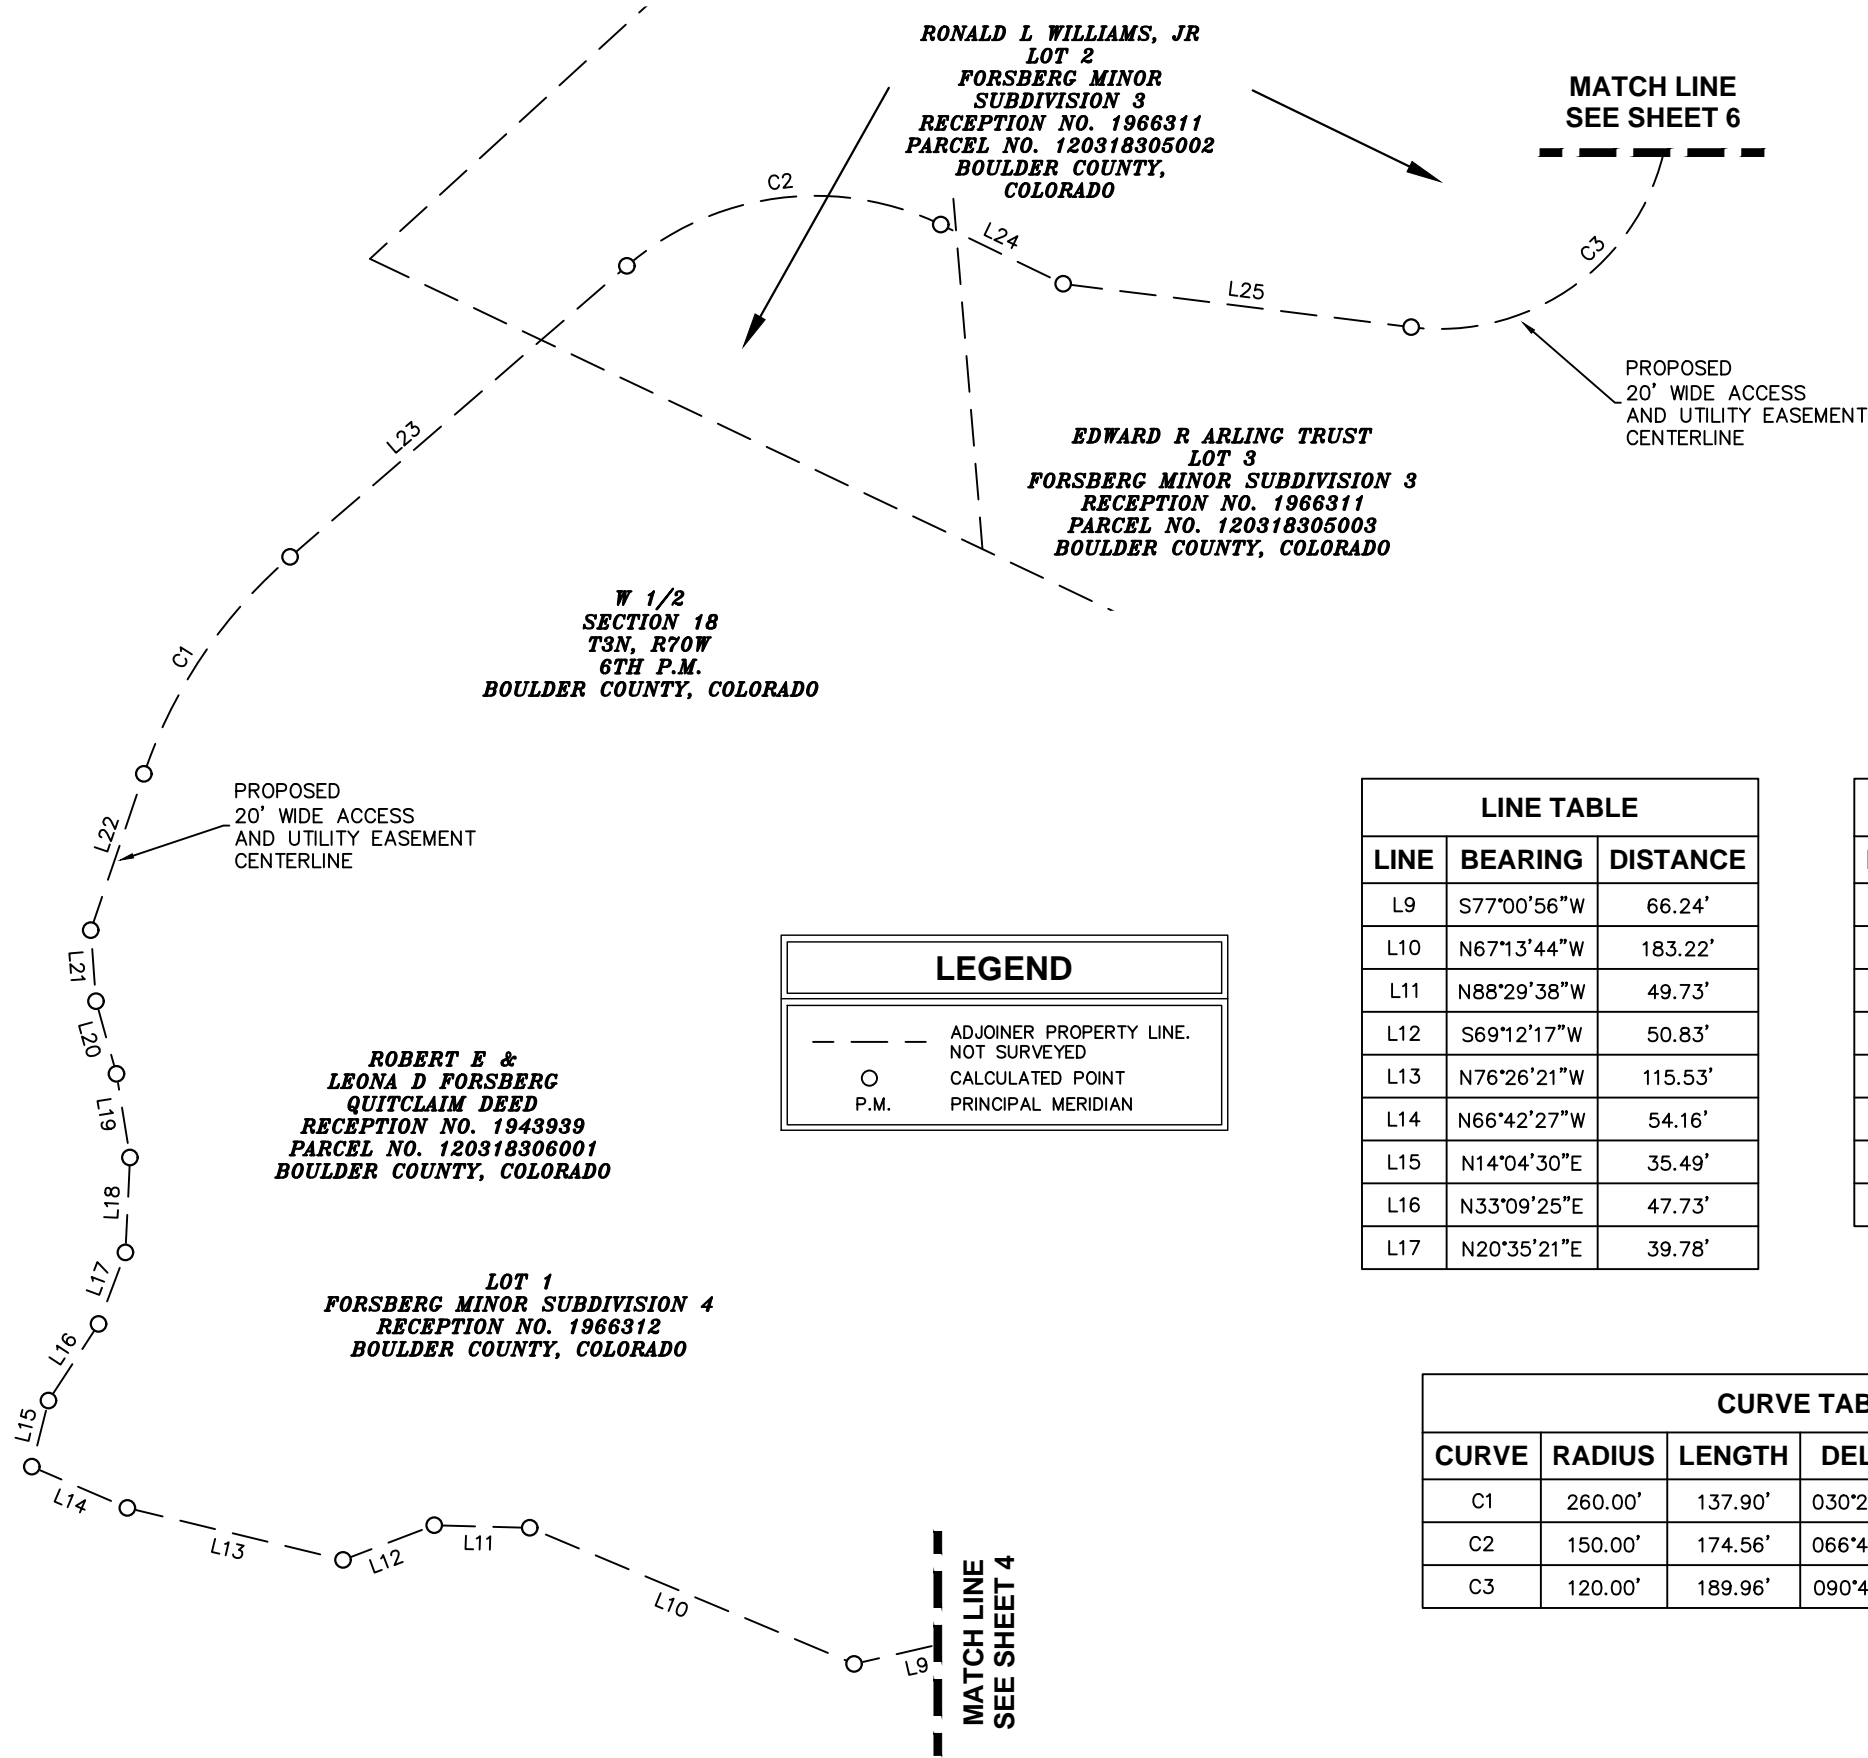 RONALD L WILLIAMS, JR
LOT 2
FORSBERG MINOR
SUBDIVISION 3
RECEPTION NO. 1966311
PARCEL NO. 120318305002
BOULDER COUNTY,
COLORADO
MATCH LINE
SEE SHEET 6
C2
L24
L25
C3
PROPOSED
20' WIDE ACCESS
AND UTILITY EASEMENT
CENTERLINE
L23
EDWARD R ARLING TRUST
LOT 3
FORSBERG MINOR SUBDIVISION 3
RECEPTION NO. 1966311
PARCEL NO. 120318305003
BOULDER COUNTY, COLORADO
W 1/2
SECTION 18
T3N, R70W
6TH P.M.
BOULDER COUNTY, COLORADO
C1
PROPOSED
20' WIDE ACCESS
AND UTILITY EASEMENT
CENTERLINE
L22
L21
L20
L19
L18
L17
L16
L15
L14
L13
L12
L11
L10
L9
ROBERT E &
LEONA D FORSBERG
QUITCLAIM DEED
RECEPTION NO. 1943939
PARCEL NO. 120318306001
BOULDER COUNTY, COLORADO
LOT 1
FORSBERG MINOR SUBDIVISION 4
RECEPTION NO. 1966312
BOULDER COUNTY, COLORADO
MATCH LINE
SEE SHEET 4
LEGEND
ADJOINER PROPERTY LINE.
NOT SURVEYED
CALCULATED POINT
P.M. PRINCIPAL MERIDIAN
LINE TABLE
LINE BEARING DISTANCE
L9 S77°00'56"W 66.24'
L10 N67°13'44"W 183.22'
L11 N88°29'38"W 49.73'
L12 S69°12'17"W 50.83'
L13 N76°26'21"W 115.53'
L14 N66°42'27"W 54.16'
L15 N14°04'30"E 35.49'
L16 N33°09'25"E 47.73'
L17 N20°35'21"E 39.78'
CURVE TAB
CURVE RADIUS LENGTH DEL
C1 260.00' 137.90' 030°2
C2 150.00' 174.56' 066°4
C3 120.00' 189.96' 090°4